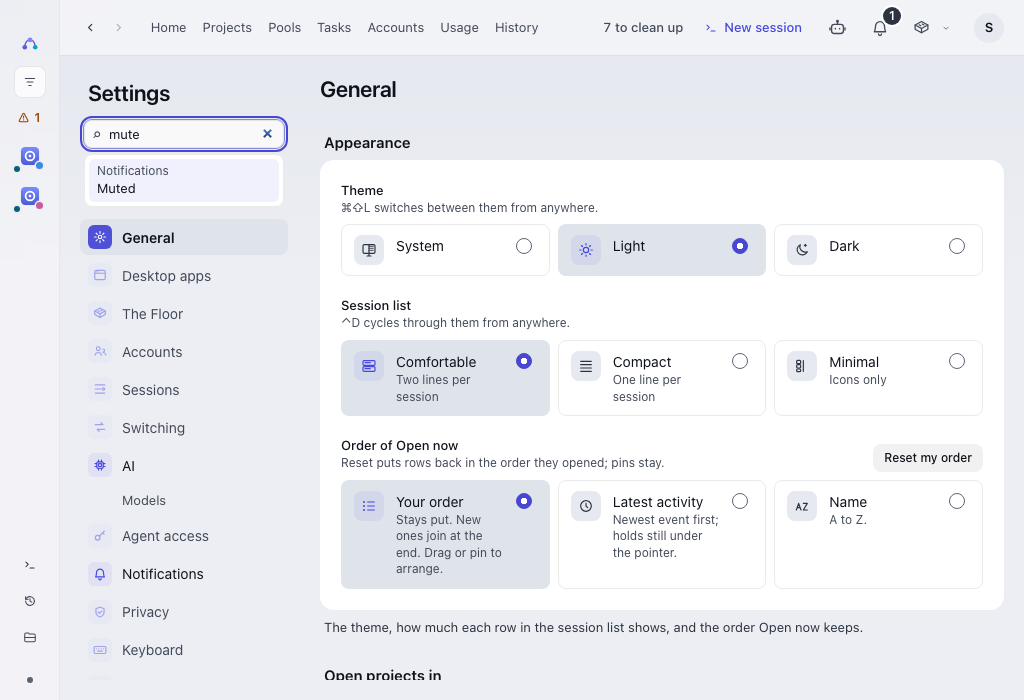 Home Projects Pools Tasks Accounts Usage History 7 to clean up New session 1 S
1
Settings
mute
Notifications
Muted
General
Desktop apps
The Floor
Accounts
Sessions
Switching
AI
Models
Agent access
Notifications
Privacy
Keyboard
General
Appearance
Theme
⌘⇧L switches between them from anywhere.
System Light Dark
Session list
^D cycles through them from anywhere.
Comfortable Compact Minimal
Two lines per One line per Icons only
session session
Order of Open now
Reset puts rows back in the order they opened; pins stay. Reset my order
Your order Latest activity AZ Name
Stays put. New Newest event first; A to Z.
ones join at the holds still under
end. Drag or pin to the pointer.
arrange.
The theme, how much each row in the session list shows, and the order Open now keeps.
Open projects in